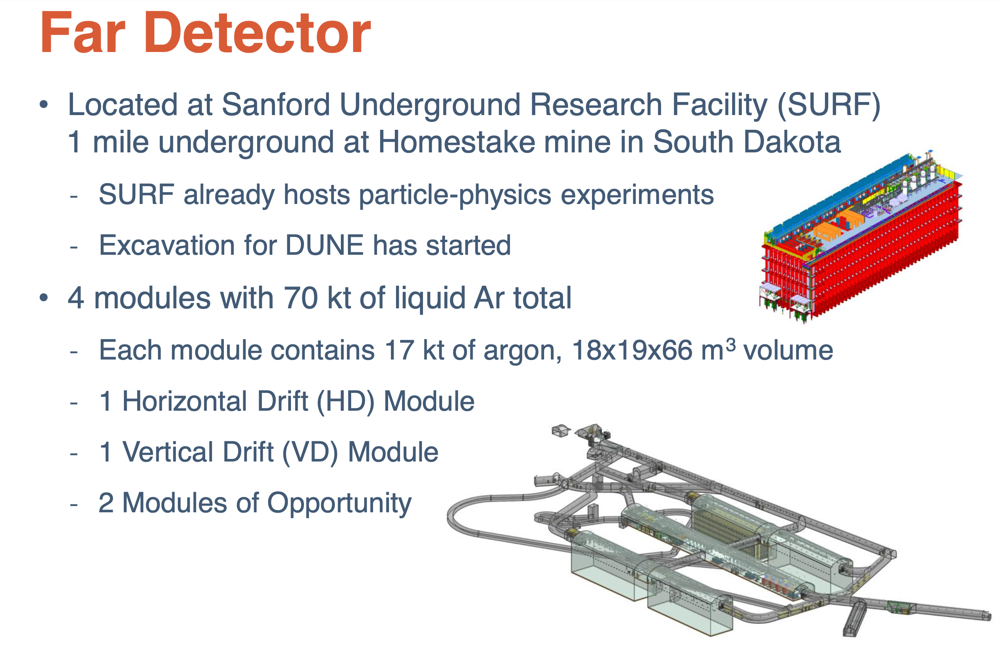 Far Detector
• Located at Sanford Underground Research Facility (SURF)
1 mile underground at Homestake mine in South Dakota
- SURF already hosts particle-physics experiments
- Excavation for DUNE has started
• 4 modules with 70 kt of liquid Ar total
- Each module contains 17 kt of argon, 18x19x66 m³ volume
- 1 Horizontal Drift (HD) Module
- 1 Vertical Drift (VD) Module
- 2 Modules of Opportunity